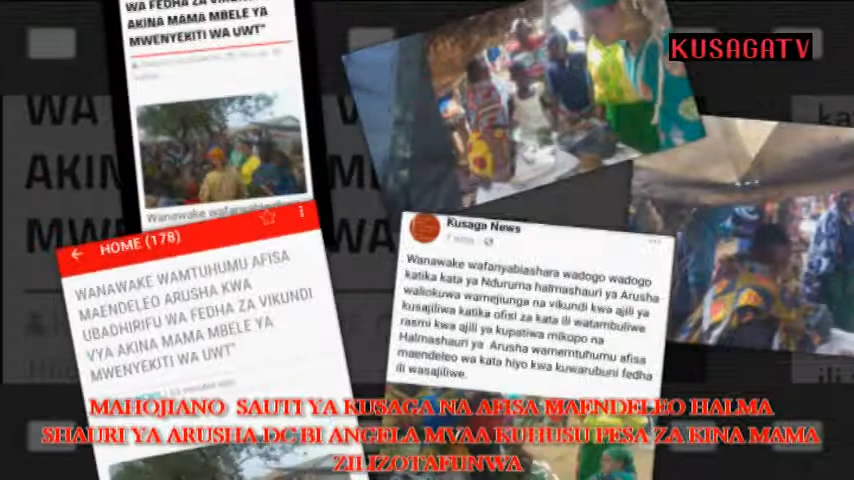 WA FEDHA ZA VIKUNDI
AKINA MAMA MBELE YA
MWENYEKITI WA UWT"
Wanawake
KUSAGATV
HOME (178)
WANAWAKE WAMTUHUMU AFISA
MAENDELEO ARUSHA KWA
UBADHIRIFU WA FEDHA ZA VIKUNDI
VYA AKINA MAMA MBELE YA
MWENYEKITI WA UWT"
Kusaga News
Wanawake wafanyabiashara wadogo wadogo
katika kata ya Nduruma halmashauri ya Arusha
waliokuwa wamejiunga na vikundi kwa ajili ya
kusajiliwa katika ofisi za kata ili watambuliwe
rasmi kwa ajili ya kupatiwa mikopo na
Halmashauri ya Arusha wamemtuhumu afisa
maendeleo wa kata hiyo kwa kuwarubuni fedha
ili wasajiliwe.
MAHOJIANO SAUTI YA KUSAGA NA AFISA MAENDELEO HALMA
SHAURI YA ARUSHA DC BI ANGELA MVAA KUHUSU PESA ZA KINA MAMA
ZILIZOTAFUNWA